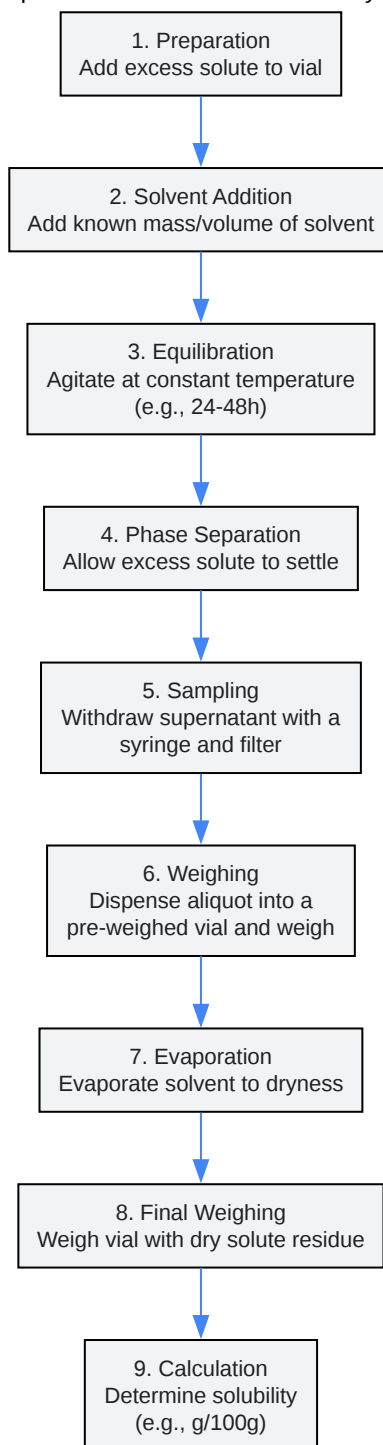 1. Preparation
Add excess solute to vial
2. Solvent Addition
Add known mass/volume of solvent
3. Equilibration
Agitate at constant temperature
(e.g., 24-48h)
4. Phase Separation
Allow excess solute to settle
5. Sampling
Withdraw supernatant with a
syringe and filter
6. Weighing
Dispense aliquot into a
pre-weighed vial and weigh
7. Evaporation
Evaporate solvent to dryness
8. Final Weighing
Weigh vial with dry solute residue
9. Calculation
Determine solubility
(e.g., g/100g)